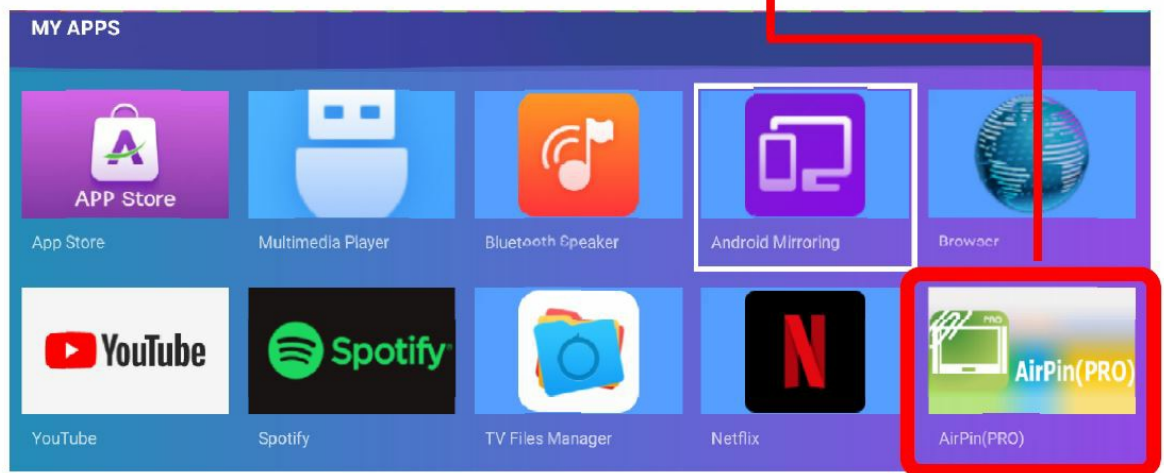 MY APPS
A
APP Store
App Store
Multimedia Player
Bluetooth Speaker
Android Mirroring
Browser
YouTube
Spotify
N
PRO
AirPin(PRO)
YouTube
Spotify
TV Files Manager
Netflix
AirPin(PRO)